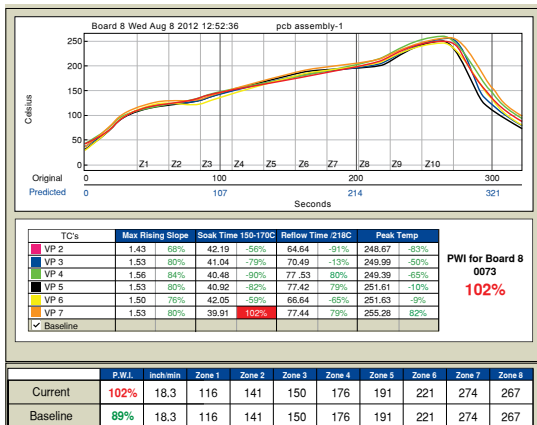 Board 8 Wed Aug 8 2012 12:52:36 pcb assembly-1
250
200
150
100
50
0
Celsius
Z1 Z2 Z3 Z4 Z5 Z6 Z7 Z8 Z9 Z10
Original 0 100 200 300
Predicted 0 107 214 321
Seconds
TC's Max Rising Slope Soak Time 150-170C Reflow Time /218C Peak Temp
VP 2 1.43 68% 42.19 -56% 64.64 -91% 248.67 -83%
VP 3 1.53 80% 41.04 -79% 70.49 -13% 249.99 -50%
VP 4 1.56 84% 40.48 -90% 77 .53 80% 249.39 -65%
VP 5 1.53 80% 40.92 -82% 77.42 79% 251.61 -10%
VP 6 1.50 76% 42.05 -59% 66.64 -65% 251.63 -9%
VP 7 1.53 80% 39.91 102% 77.44 79% 255.28 82%
Baseline
PWI for Board 8
0073
102%
P.W.I. inch/min Zone 1 Zone 2 Zone 3 Zone 4 Zone 5 Zone 6 Zone 7 Zone 8
Current 102% 18.3 116 141 150 176 191 221 274 267
Baseline 89% 18.3 116 141 150 176 191 221 274 267